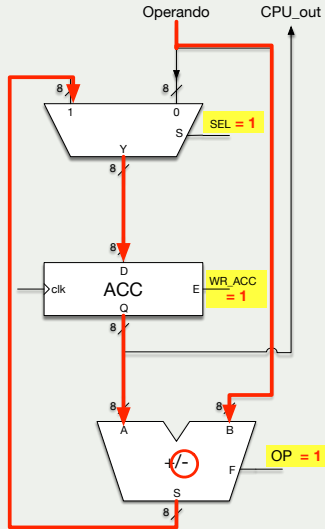 Operando CPU_out
8 8
1 0
S SEL = 1
Y
8
8
D
clk ACC E WR_ACC
= 1
Q
8
8 8
A B
+/- F OP = 1
S
8